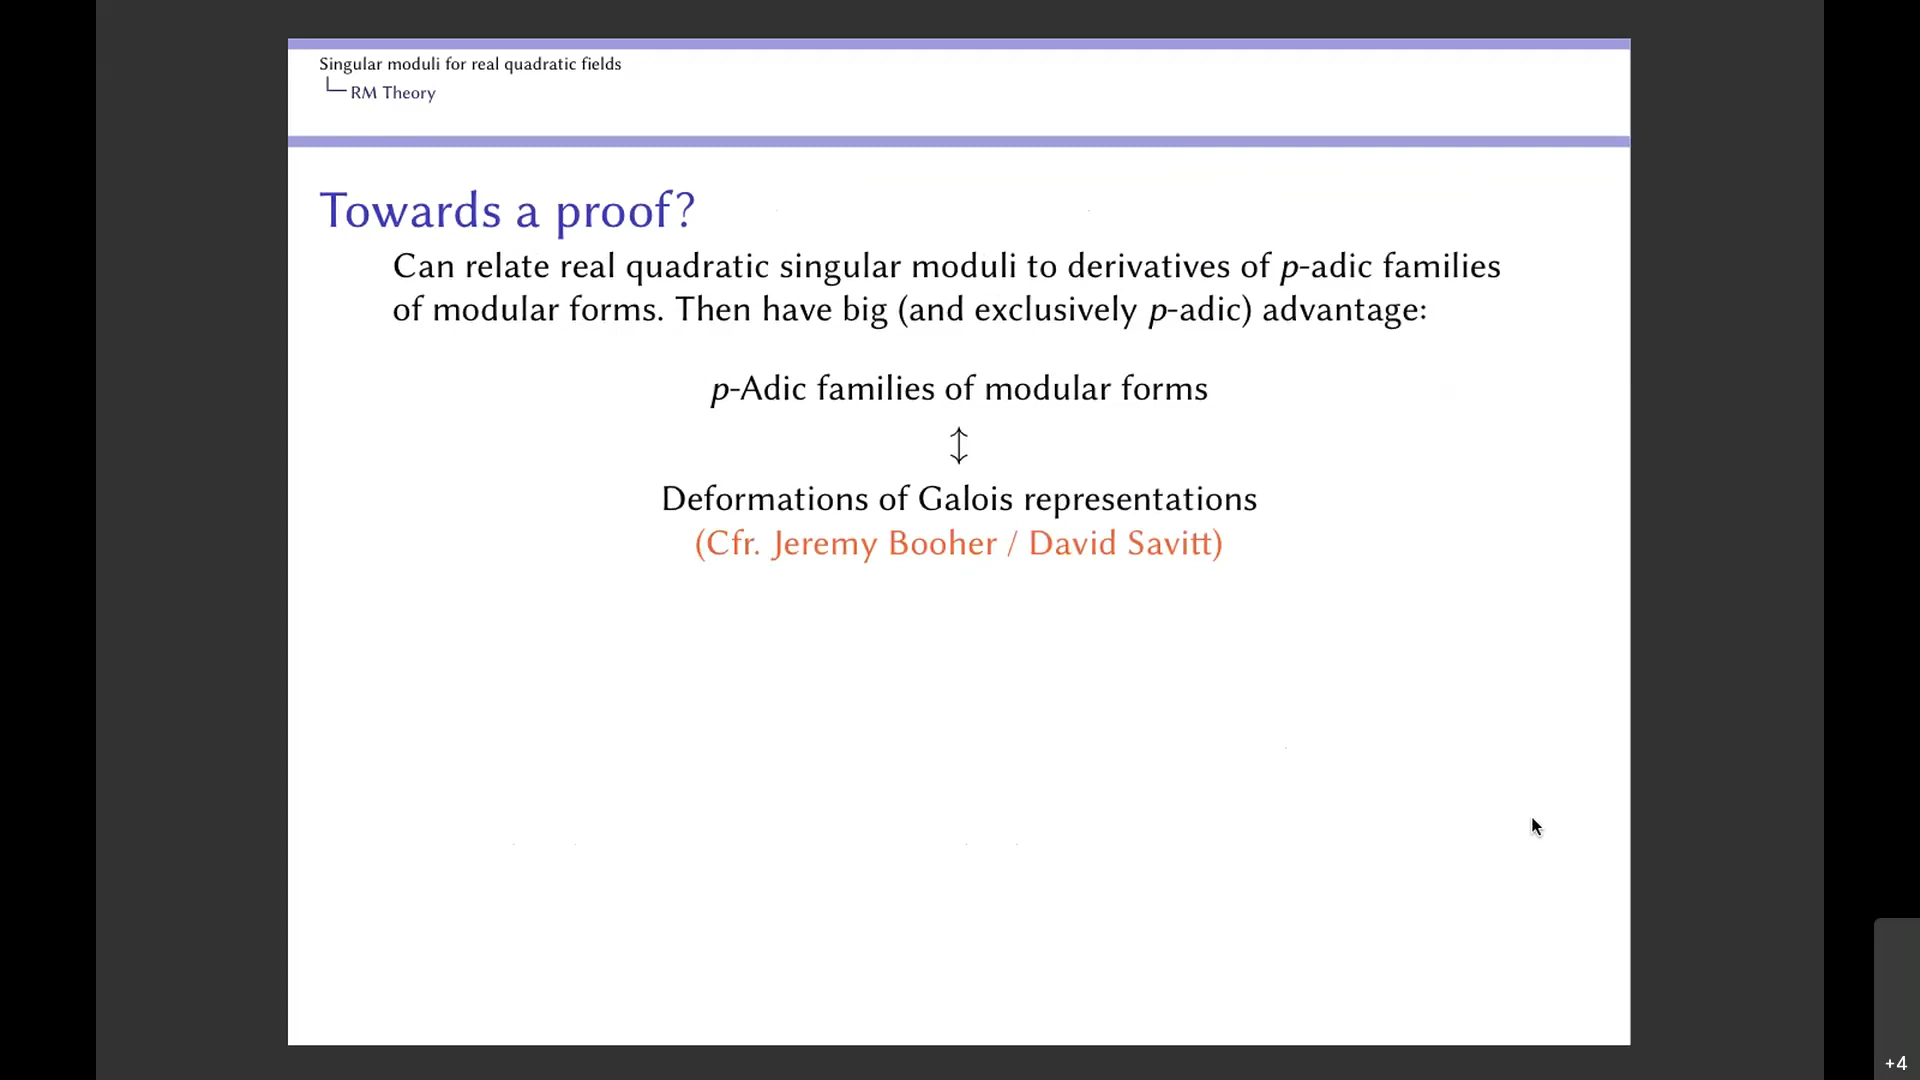 Singular moduli for real quadratic fields
RM Theory
Towards a proof?
Can relate real quadratic singular moduli to derivatives of p-adic families
of modular forms. Then have big (and exclusively p-adic) advantage:
p-Adic families of modular forms
↕
Deformations of Galois representations
(Cfr. Jeremy Booher / David Savitt)
+4